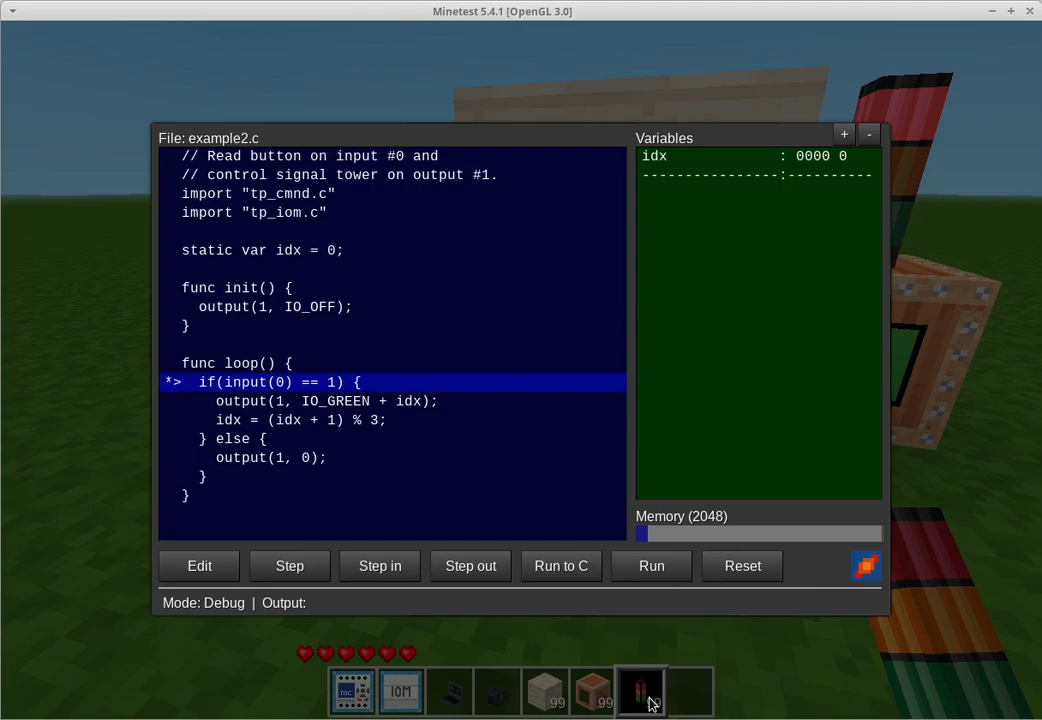 Minetest 5.4.1 [OpenGL 3.0]
File: example2.c
// Read button on input #0 and
// control signal tower on output #1.
import "tp_cmnd.c"
import "tp_iom.c"
static var idx = 0;
func init() {
output(1, IO_OFF);
}
func loop() {
*> if(input(0) == 1) {
output(1, IO_GREEN + idx);
idx = (idx + 1) % 3;
} else {
output(1, 0);
}
}
Variables
+ -
idx : 0000 0
----------------:----------
Memory (2048)
Edit Step Step in Step out Run to C Run Reset
Mode: Debug | Output:
mc IOM 99 99